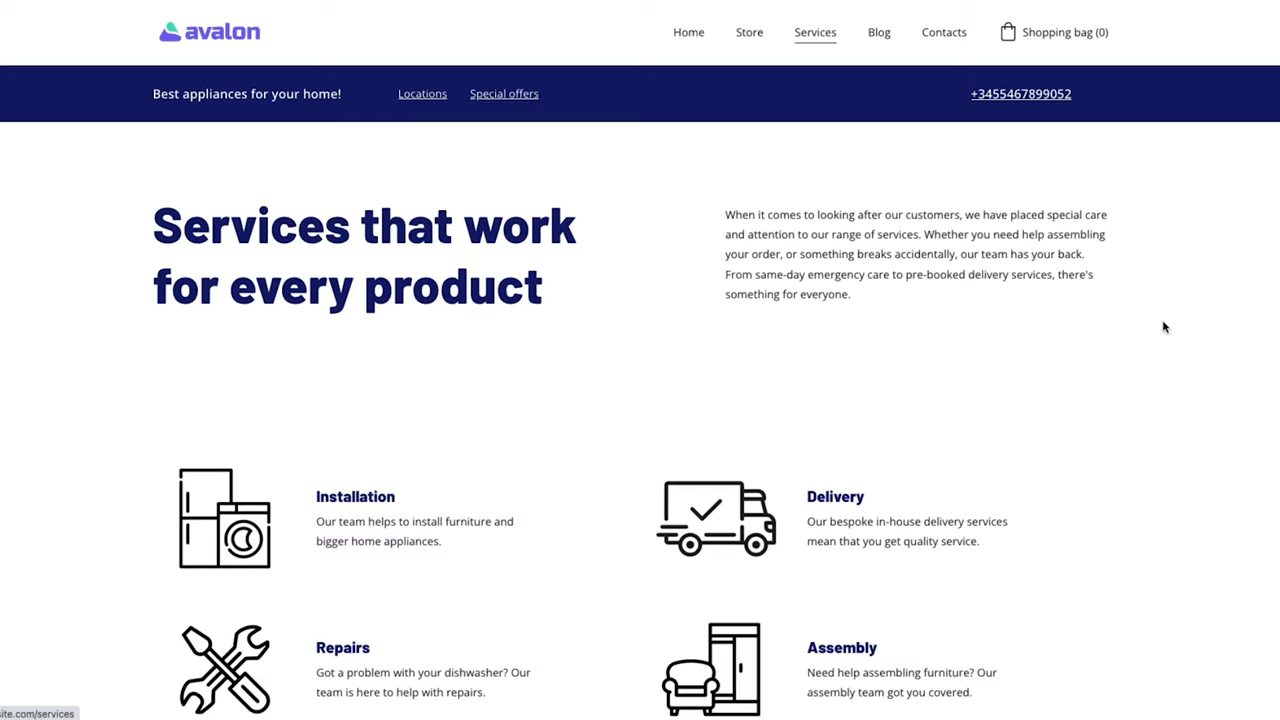 avalon
Home Store Services Blog Contacts Shopping bag (0)
Best appliances for your home! Locations Special offers +3455467899052
Services that work
for every product
When it comes to looking after our customers, we have placed special care
and attention to our range of services. Whether you need help assembling
your order, or something breaks accidentally, our team has your back.
From same-day emergency care to pre-booked delivery services, there's
something for everyone.
Installation
Our team helps to install furniture and
bigger home appliances.
Delivery
Our bespoke in-house delivery services
mean that you get quality service.
Repairs
Got a problem with your dishwasher? Our
team is here to help with repairs.
Assembly
Need help assembling furniture? Our
assembly team got you covered.
site.com/services